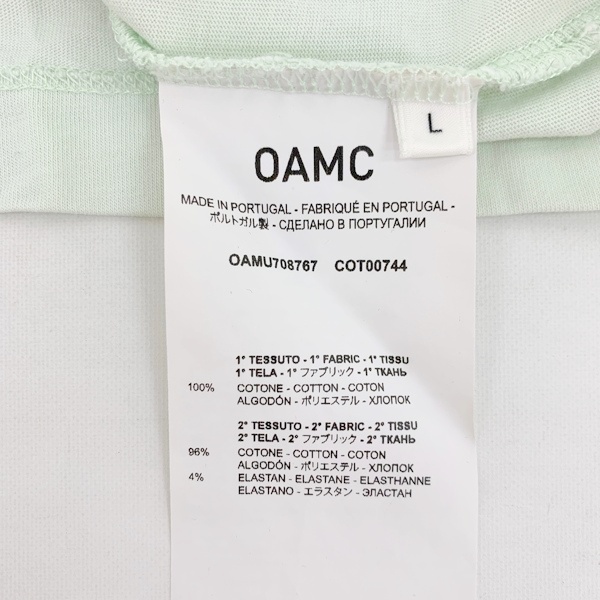 L
OAMC
MADE IN PORTUGAL - FABRIQUÉ EN PORTUGAL -
ポルトガル製 - СДЕЛАНО В ПОРТУГАЛИИ
OAMU708767 COT00744
1° TESSUTO - 1° FABRIC - 1° TISSU
1° TELA - 1° ファブリック - 1° ТКАНЬ
100% COTONE - COTTON - COTON
ALGODÓN - ポリエステル - ХЛОПОК
2° TESSUTO - 2° FABRIC - 2° TISSU
2° TELA - 2° ファブリック - 2° ТКАНЬ
96% COTONE - COTTON - COTON
ALGODÓN - ポリエステル - ХЛОПОК
4% ELASTAN - ELASTANE - ELASTHANNE
ELASTANO - エラスタン - ЭЛАСТАН